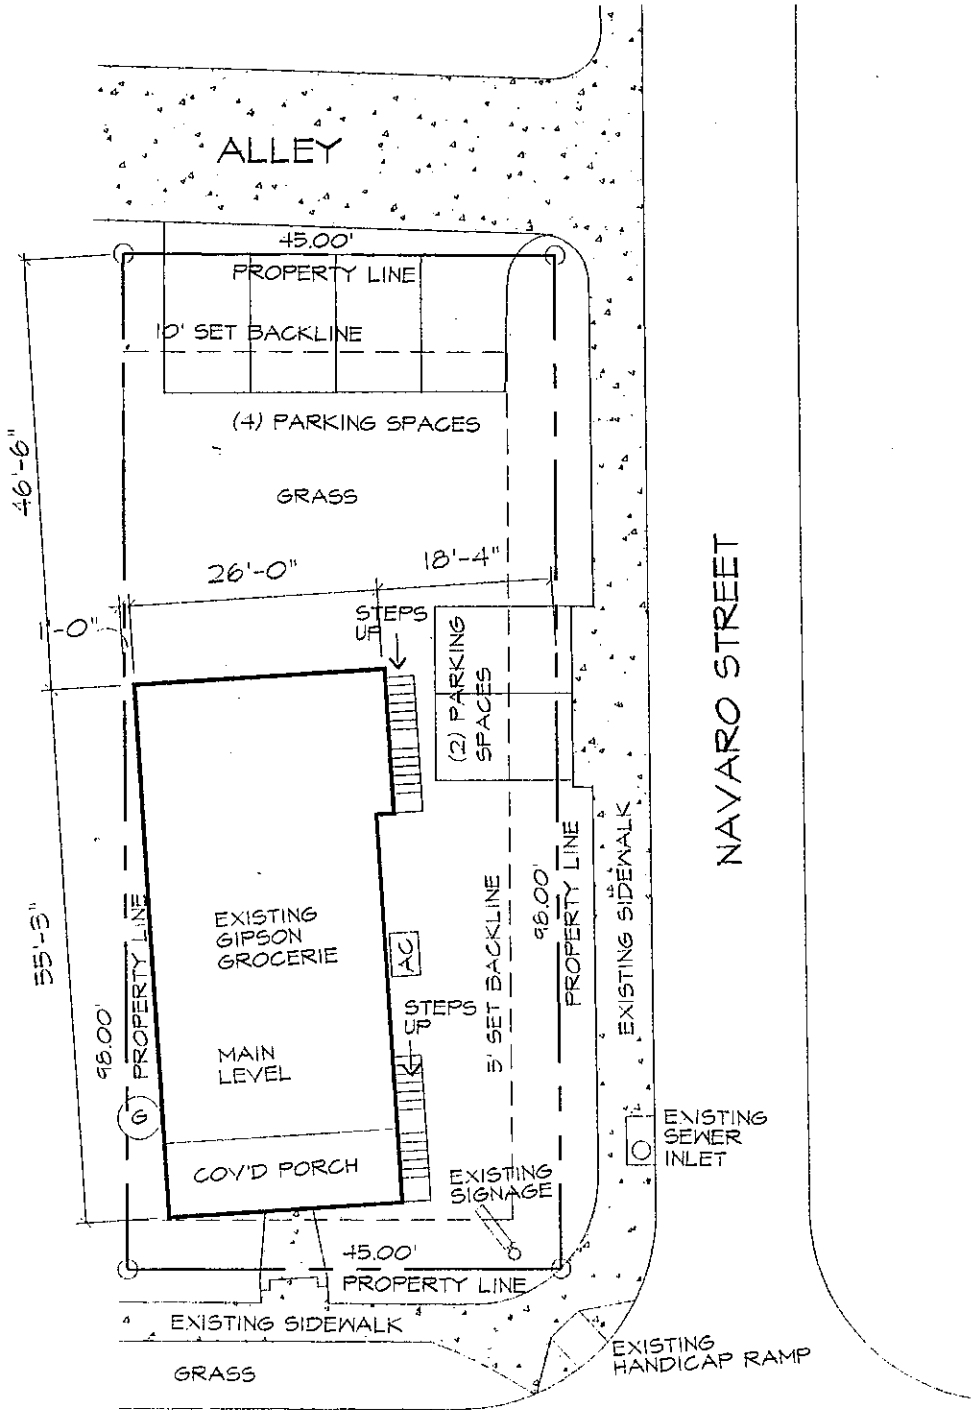 ALLEY
45.00'
PROPERTY LINE
10' SET BACKLINE
(4) PARKING SPACES
GRASS
46'-6"
26'-0"
18'-4"
1'-0"
STEPS
UP
(2) PARKING
SPACES
NAVARO STREET
55'-3"
98.00'
PROPERTY LINE
EXISTING
GIPSON
GROCERIE
AC
MAIN
LEVEL
STEPS
UP
5' SET BACKLINE
98.00'
PROPERTY LINE
EXISTING SIDEWALK
G
COV'D PORCH
EXISTING
SIGNAGE
EXISTING
SEWER
INLET
45.00'
PROPERTY LINE
EXISTING SIDEWALK
GRASS
EXISTING
HANDICAP RAMP